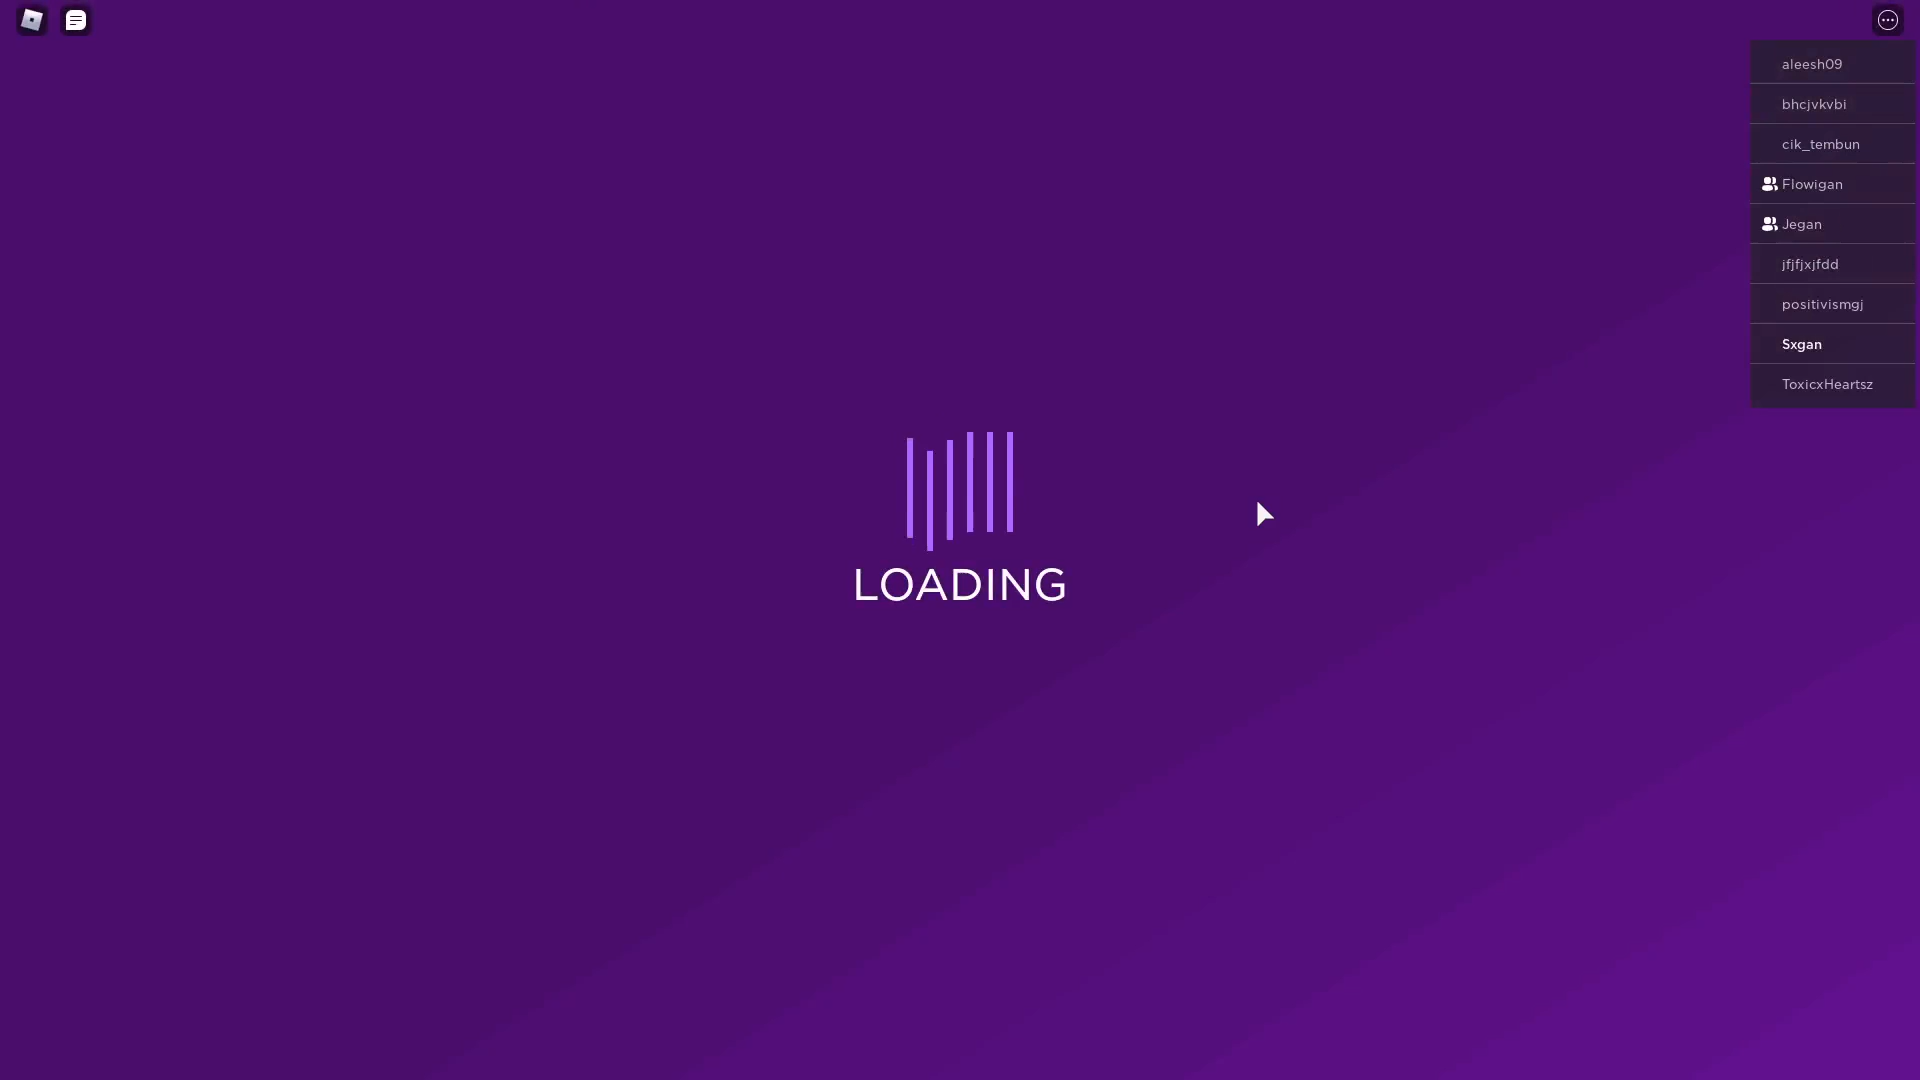 aleesh09
bhcjvkvbi
cik_tembun
Flowigan
Jegan
jfjfjxjfdd
positivismgj
Sxgan
ToxicxHeartsz
LOADING